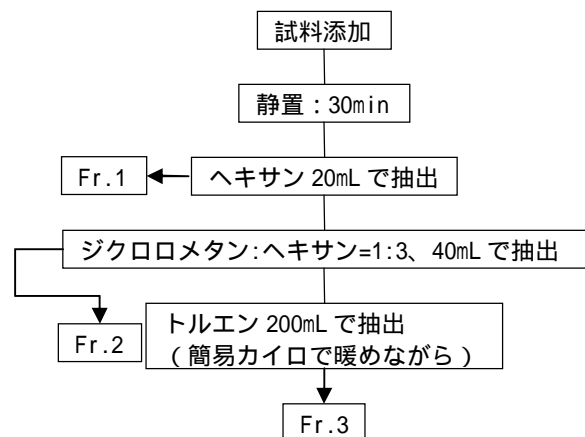 試料添加
静置：30min
Fr.1
ヘキサン 20mL で抽出
ジクロロメタン:ヘキサン=1:3、40mL で抽出
Fr.2
トルエン 200mL で抽出
（簡易カイロで暖めながら）
Fr.3